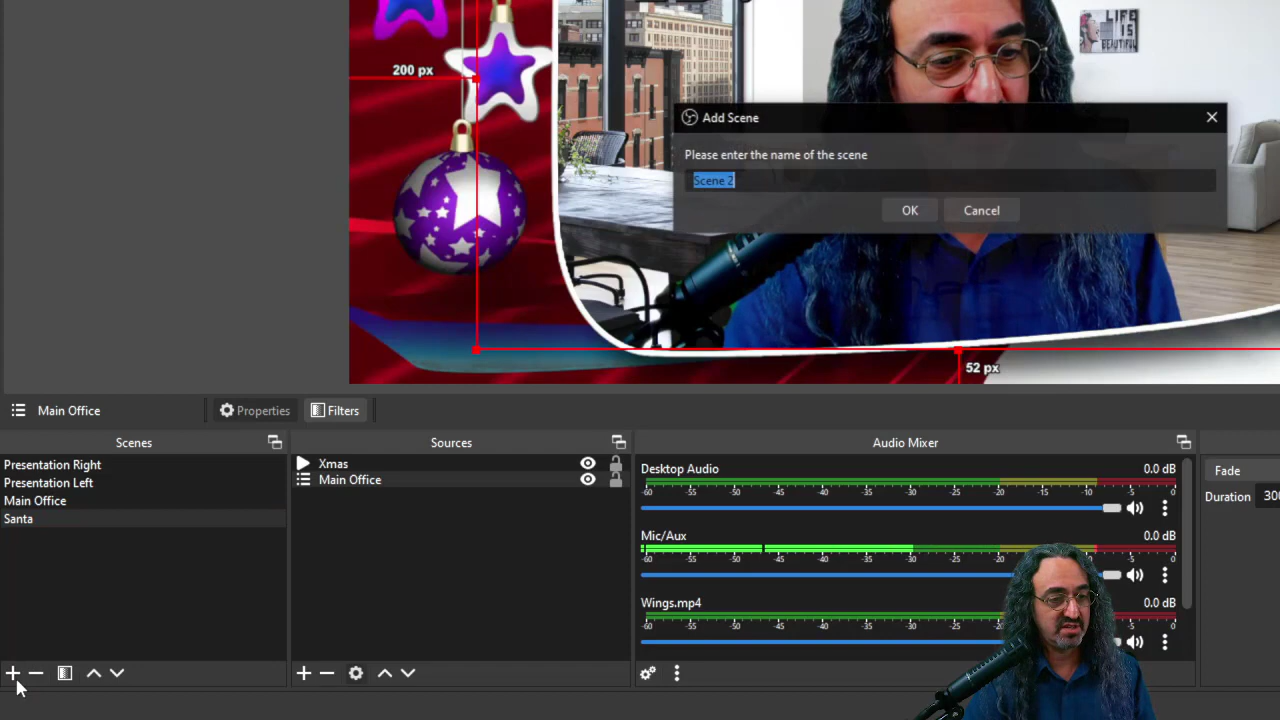 LIFE
IS
BEAUTIFUL
200 px
Add Scene
Please enter the name of the scene
Scene 2
OK
Cancel
52 px
Main Office
Properties
Filters
Scenes
Sources
Audio Mixer
Presentation Right
Presentation Left
Main Office
Santa
Xmas
Main Office
Desktop Audio
0.0 dB
-60 -55 -50 -45 -40 -35 -30 -25 -20 -15 -10 -5 0
Mic/Aux
0.0 dB
-60 -55 -50 -45 -40 -35 -30 -25 -20 -15 -10 -5 0
Wings.mp4
0.0 dB
-60 -55 -50 -45 -40 -35 -30 -25 -20 -5 0
Fade
Duration